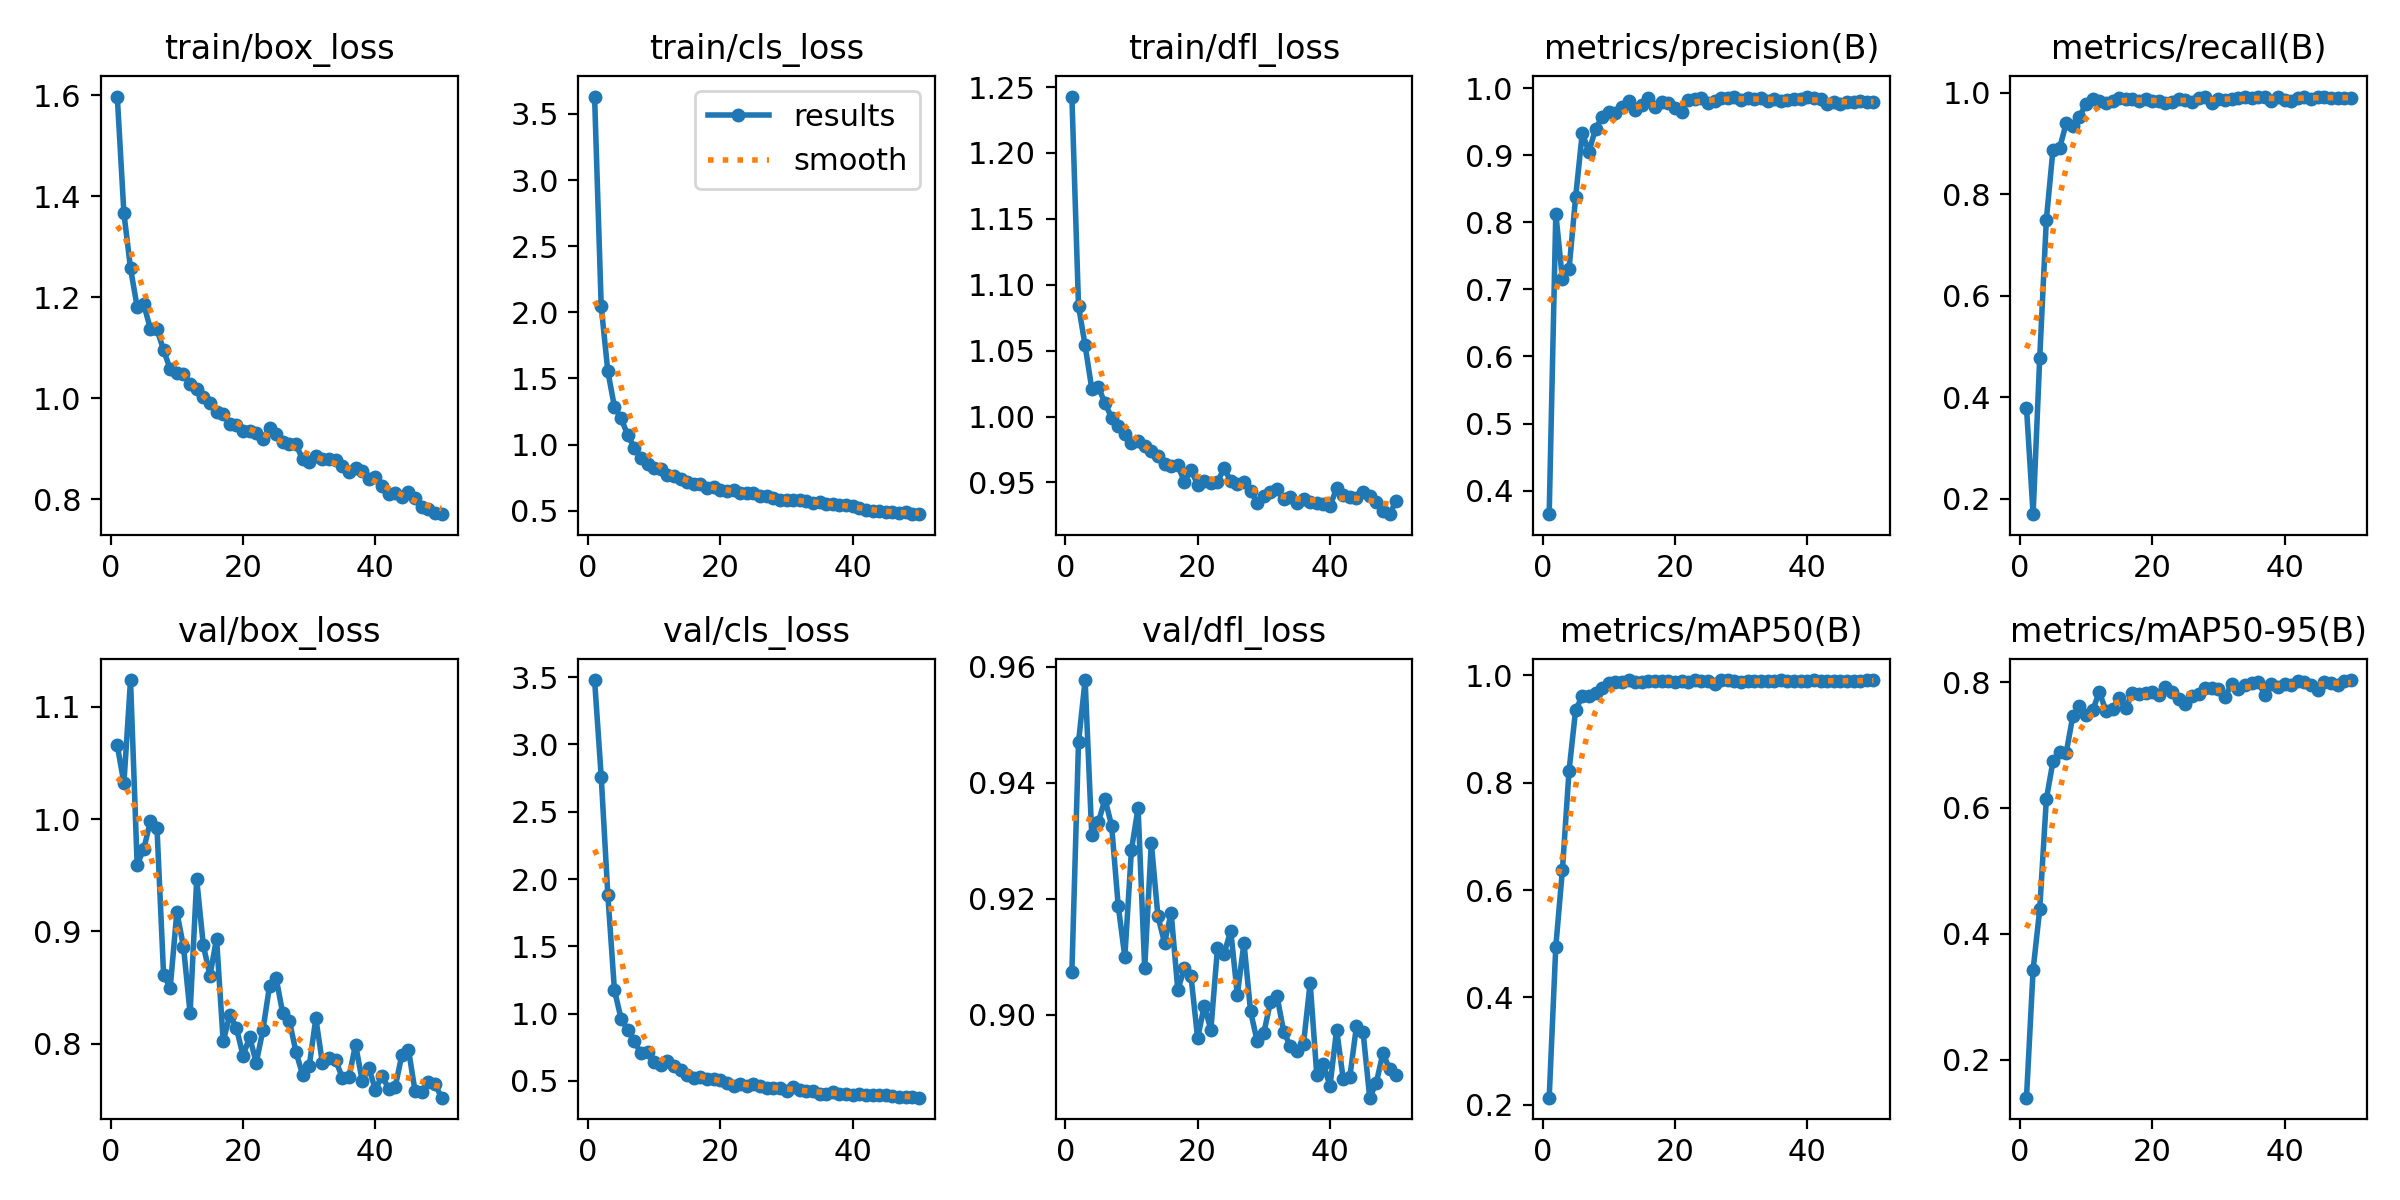 train/box_loss
1.6
1.4
1.2
1.0
0.8
0 20 40
train/cls_loss
results
smooth
3.5
3.0
2.5
2.0
1.5
1.0
0.5
0 20 40
train/dfl_loss
1.25
1.20
1.15
1.10
1.05
1.00
0.95
0 20 40
metrics/precision(B)
1.0
0.9
0.8
0.7
0.6
0.5
0.4
0 20 40
metrics/recall(B)
1.0
0.8
0.6
0.4
0.2
0 20 40
val/box_loss
1.1
1.0
0.9
0.8
0 20 40
val/cls_loss
3.5
3.0
2.5
2.0
1.5
1.0
0.5
0 20 40
val/dfl_loss
0.96
0.94
0.92
0.90
0 20 40
metrics/mAP50(B)
1.0
0.8
0.6
0.4
0.2
0 20 40
metrics/mAP50-95(B)
0.8
0.6
0.4
0.2
0 20 40